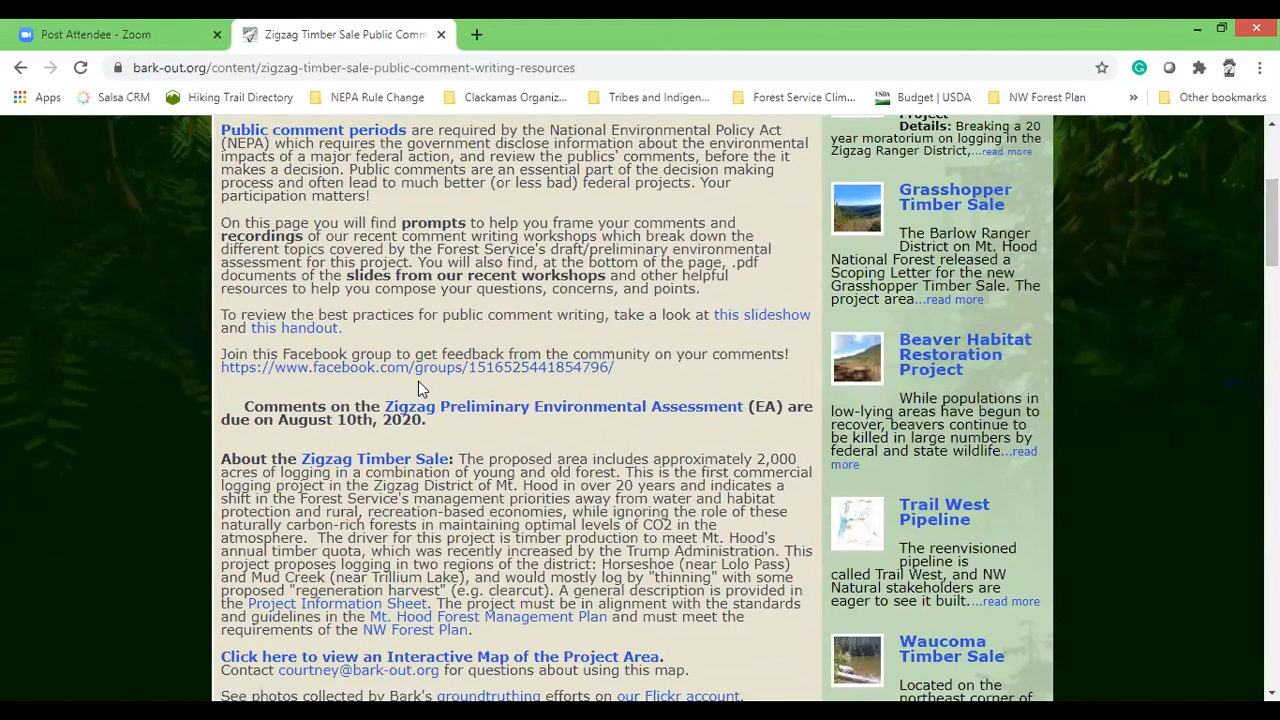 Post Attendee - Zoom
Zigzag Timber Sale Public Comm
bark-out.org/content/zigzag-timber-sale-public-comment-writing-resources
Apps
Salsa CRM
Hiking Trail Directory
NEPA Rule Change
Clackamas Organiz...
Tribes and Indigen...
Forest Service Clim...
Budget | USDA
NW Forest Plan
Other bookmarks
Public comment periods are required by the National Environmental Policy Act
(NEPA) which requires the government disclose information about the environmental
impacts of a major federal action, and review the publics' comments, before the it
makes a decision. Public comments are an essential part of the decision making
process and often lead to much better (or less bad) federal projects. Your
participation matters!
On this page you will find prompts to help you frame your comments and
recordings of our recent comment writing workshops which break down the
different topics covered by the Forest Service's draft/preliminary environmental
assessment for this project. You will also find, at the bottom of the page, .pdf
documents of the slides from our recent workshops and other helpful
resources to help you compose your questions, concerns, and points.
To review the best practices for public comment writing, take a look at this slideshow
and this handout.
Join this Facebook group to get feedback from the community on your comments!
https://www.facebook.com/groups/1516525441854796/
Comments on the Zigzag Preliminary Environmental Assessment (EA) are
due on August 10th, 2020.
About the Zigzag Timber Sale: The proposed area includes approximately 2,000
acres of logging in a combination of young and old forest. This is the first commercial
logging project in the Zigzag District of Mt. Hood in over 20 years and indicates a
shift in the Forest Service's management priorities away from water and habitat
protection and rural, recreation-based economies, while ignoring the role of these
naturally carbon-rich forests in maintaining optimal levels of CO2 in the
atmosphere. The driver for this project is timber production to meet Mt. Hood's
annual timber quota, which was recently increased by the Trump Administration. This
project proposes logging in two regions of the district: Horseshoe (near Lolo Pass)
and Mud Creek (near Trillium Lake), and would mostly log by "thinning" with some
proposed "regeneration harvest" (e.g. clearcut). A general description is provided in
the Project Information Sheet. The project must be in alignment with the standards
and guidelines in the Mt. Hood Forest Management Plan and must meet the
requirements of the NW Forest Plan.
Click here to view an Interactive Map of the Project Area.
Contact courtney@bark-out.org for questions about using this map.
See photos collected by Bark's groundtruthing efforts on our Flickr account.
Project
Details: Breaking a 20
year moratorium on logging in the
Zigzag Ranger District,...read more
Grasshopper
Timber Sale
The Barlow Ranger
District on Mt. Hood
National Forest released a
Scoping Letter for the new
Grasshopper Timber Sale. The
project area...read more
Beaver Habitat
Restoration
Project
While populations in
low-lying areas have begun to
recover, beavers continue to
be killed in large numbers by
federal and state wildlife...read
more
Trail West
Pipeline
The reenvisioned
pipeline is
called Trail West, and NW
Natural stakeholders are
eager to see it built....read more
Waucoma
Timber Sale
Located on the
northeast corner of